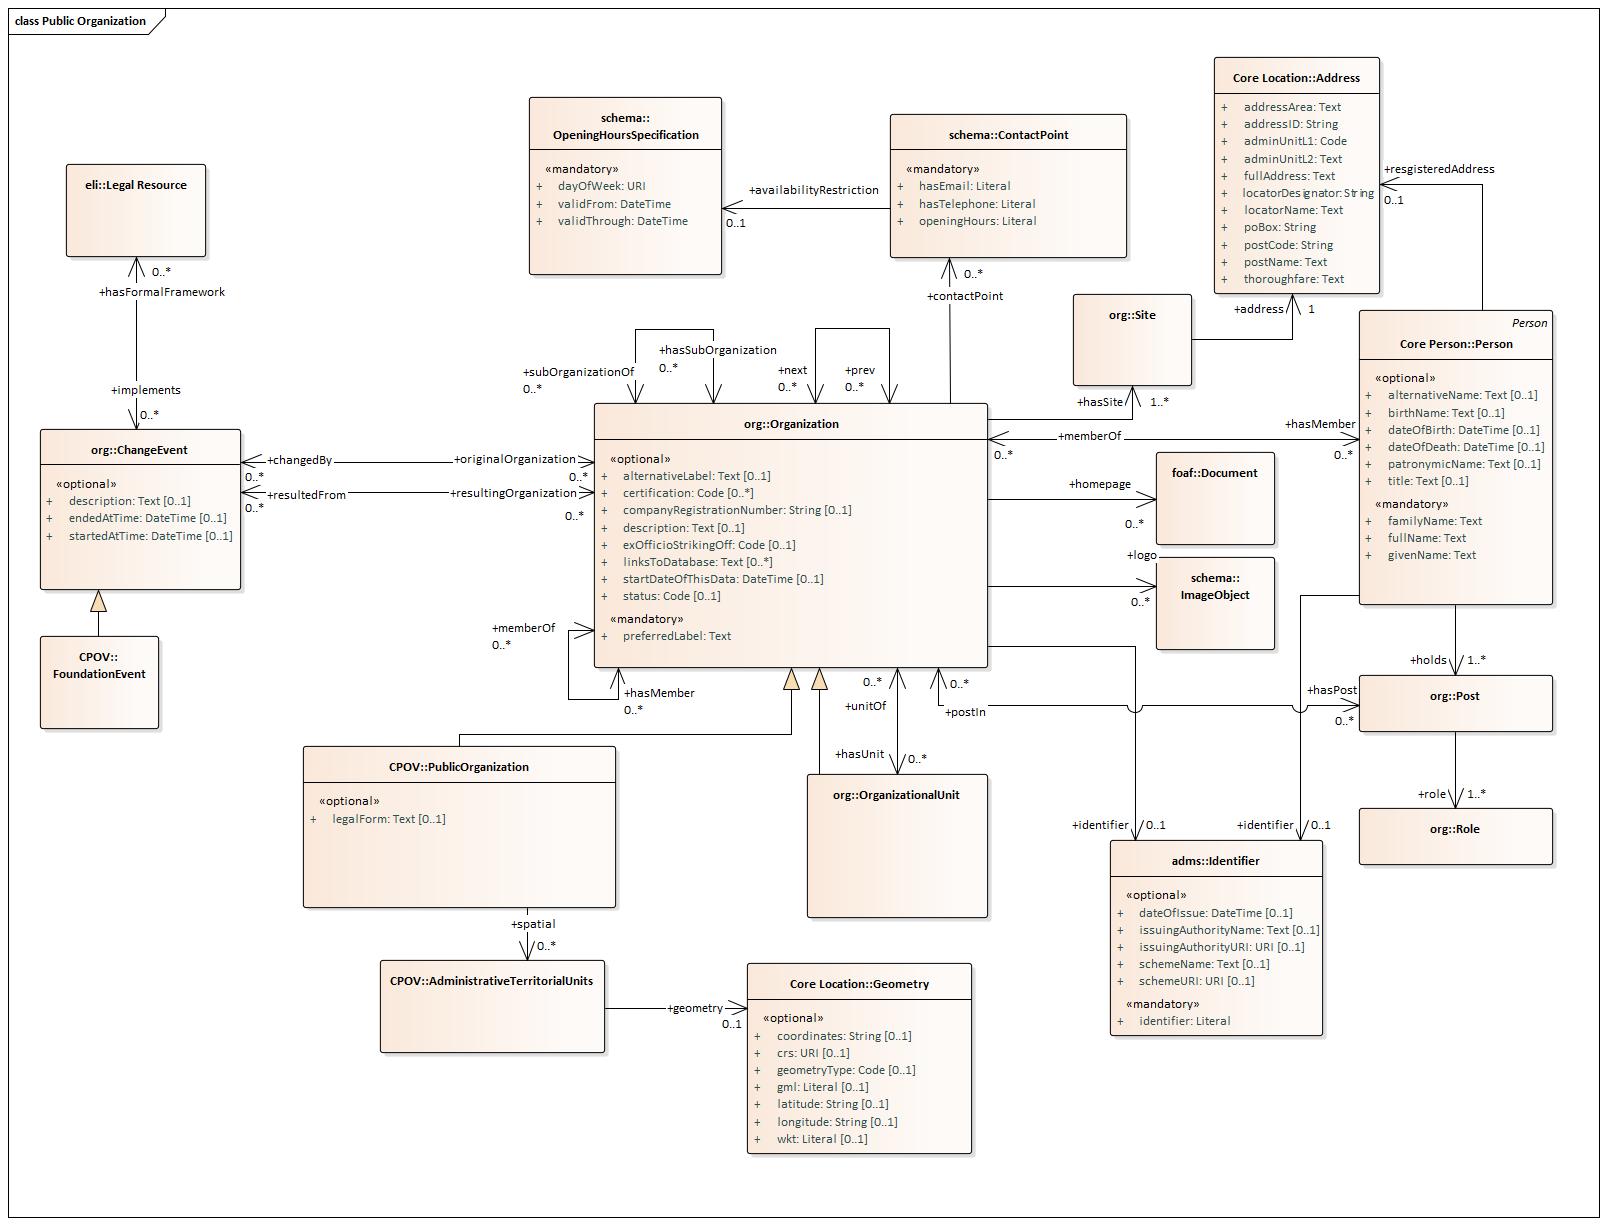 class Public Organization
Core Location::Address
+ addressArea: Text
+ addressID: String
+ adminUnitL1: Code
+ adminUnitL2: Text
+ fullAddress: Text
+ locatorDesignator: String
+ locatorName: Text
+ poBox: String
+ postCode: String
+ postName: Text
+ thoroughfare: Text
schema::
OpeningHoursSpecification
«mandatory»
+ dayOfWeek: URI
+ validFrom: DateTime
+ validThrough: DateTime
+availabilityRestriction
0..1
schema::ContactPoint
«mandatory»
+ hasEmail: Literal
+ hasTelephone: Literal
+ openingHours: Literal
+resgisteredAddress
0..1
eli::Legal Resource
0..*
+hasFormalFramework
+implements
0..*
0..*
+contactPoint
org::Site
+address
1
+hasSite
1..*
Person
Core Person::Person
«optional»
+ alternativeName: Text [0..1]
+ birthName: Text [0..1]
+ dateOfBirth: DateTime [0..1]
+ dateOfDeath: DateTime [0..1]
+ patronymicName: Text [0..1]
+ title: Text [0..1]
«mandatory»
+ familyName: Text
+ fullName: Text
+ givenName: Text
+subOrganizationOf
0..*
+hasSubOrganization
0..*
+next
0..*
+prev
0..*
org::ChangeEvent
«optional»
+ description: Text [0..1]
+ endedAtTime: DateTime [0..1]
+ startedAtTime: DateTime [0..1]
+changedBy
0..*
+originalOrganization
0..*
+resultedFrom
0..*
+resultingOrganization
0..*
org::Organization
«optional»
+ alternativeLabel: Text [0..1]
+ certification: Code [0..*]
+ companyRegistrationNumber: String [0..1]
+ description: Text [0..1]
+ exOfficioStrikingOff: Code [0..1]
+ linksToDatabase: Text [0..*]
+ startDateOfThisData: DateTime [0..1]
+ status: Code [0..1]
«mandatory»
+ preferredLabel: Text
+memberOf
0..*
+hasMember
0..*
+homepage
0..*
foaf::Document
+logo
0..*
schema::
ImageObject
CPOV::
FoundationEvent
+memberOf
0..*
+hasMember
0..*
+unitOf
0..*
+hasUnit
0..*
0..*
+postIn
+hasPost
0..*
+holds
1..*
org::Post
+role
1..*
org::Role
CPOV::PublicOrganization
«optional»
+ legalForm: Text [0..1]
org::OrganizationalUnit
+identifier
0..1
+identifier
0..1
adms::Identifier
«optional»
+ dateOfIssue: DateTime [0..1]
+ issuingAuthorityName: Text [0..1]
+ issuingAuthorityURI: URI [0..1]
+ schemeName: Text [0..1]
+ schemeURI: URI [0..1]
«mandatory»
+ identifier: Literal
+spatial
0..*
CPOV::AdministrativeTerritorialUnits
+geometry
0..1
Core Location::Geometry
«optional»
+ coordinates: String [0..1]
+ crs: URI [0..1]
+ geometryType: Code [0..1]
+ gml: Literal [0..1]
+ latitude: String [0..1]
+ longitude: String [0..1]
+ wkt: Literal [0..1]